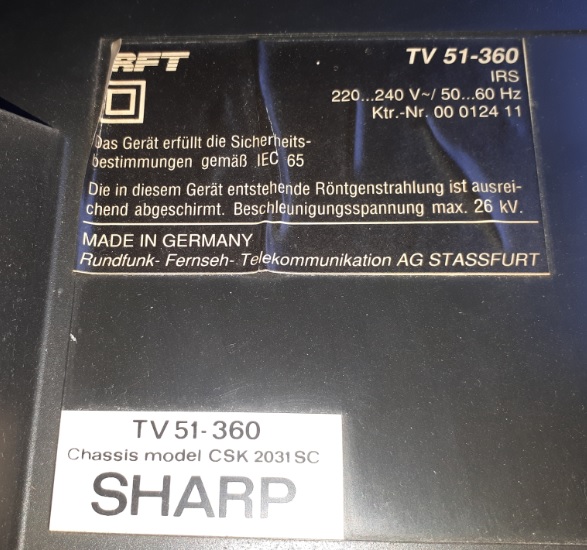 RFT
TV 51-360
IRS
220...240 V~/ 50...60 Hz
Ktr.-Nr. 00 0124 11
Das Gerät erfüllt die Sicherheits-
bestimmungen gemäß IEC 65
Die in diesem Gerät entstehende Röntgenstrahlung ist ausrei-
chend abgeschirmt. Beschleunigungsspannung max. 26 kV.
MADE IN GERMANY
Rundfunk- Fernseh- Telekommunikation AG STASSFURT
TV 51-360
Chassis model CSK 2031 SC
SHARP